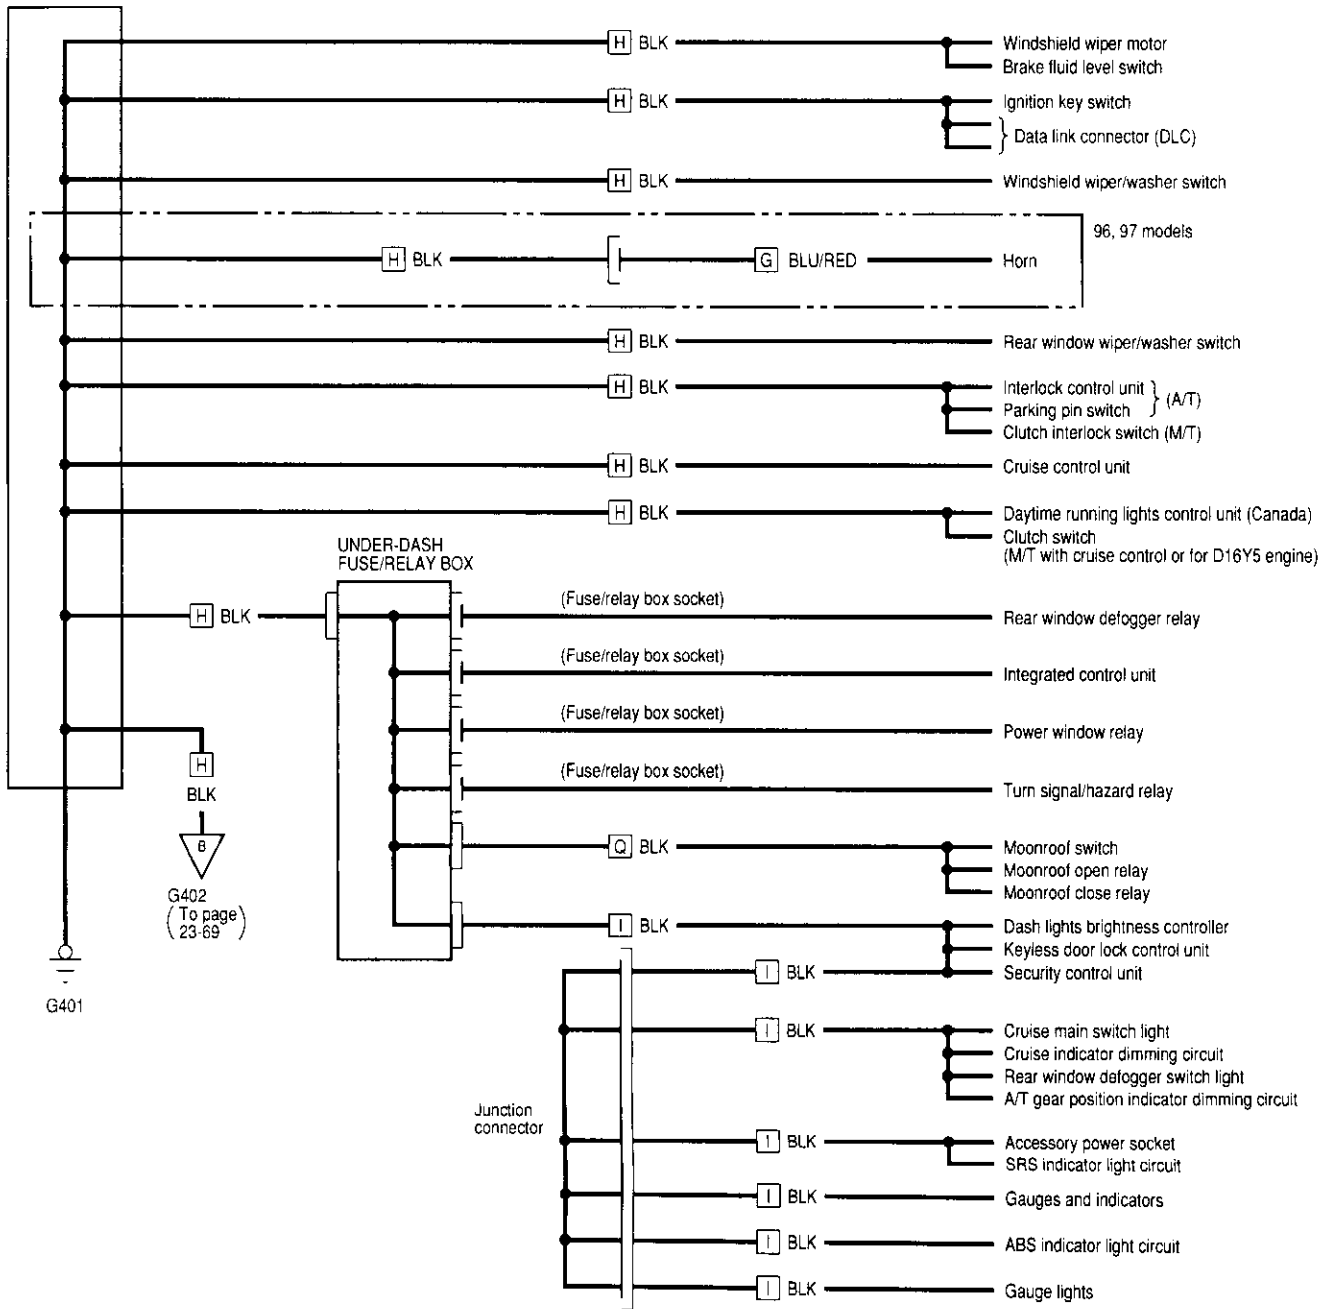 H BLK
Windshield wiper motor
Brake fluid level switch
H BLK
Ignition key switch
Data link connector (DLC)
H BLK
Windshield wiper/washer switch
96, 97 models
H BLK
G BLU/RED
Horn
H BLK
Rear window wiper/washer switch
H BLK
Interlock control unit
Parking pin switch
(A/T)
Clutch interlock switch (M/T)
H BLK
Cruise control unit
H BLK
Daytime running lights control unit (Canada)
Clutch switch
(M/T with cruise control or for D16Y5 engine)
UNDER-DASH
FUSE/RELAY BOX
H BLK
(Fuse/relay box socket)
Rear window defogger relay
(Fuse/relay box socket)
Integrated control unit
(Fuse/relay box socket)
Power window relay
(Fuse/relay box socket)
Turn signal/hazard relay
H
BLK
B
G402
(To page
23-69)
G401
Q BLK
Moonroof switch
Moonroof open relay
Moonroof close relay
I BLK
Dash lights brightness controller
Keyless door lock control unit
I BLK
Security control unit
I BLK
Cruise main switch light
Cruise indicator dimming circuit
Rear window defogger switch light
A/T gear position indicator dimming circuit
Junction
connector
I BLK
Accessory power socket
SRS indicator light circuit
I BLK
Gauges and indicators
I BLK
ABS indicator light circuit
I BLK
Gauge lights